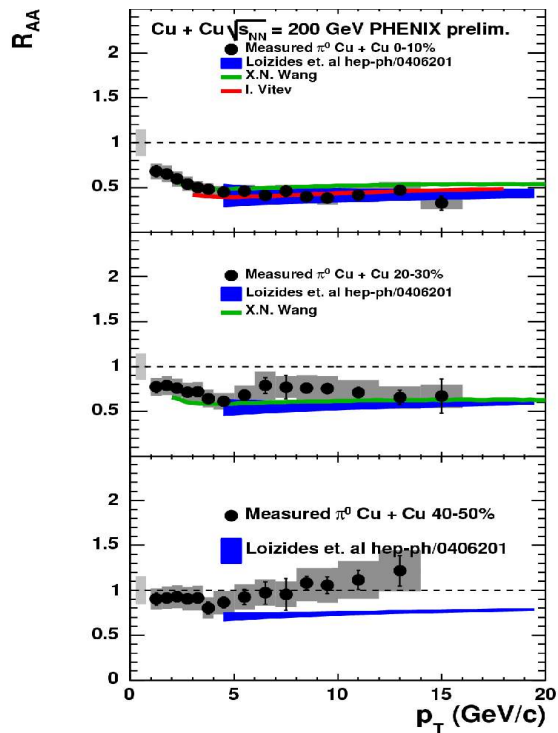 R_AA
Cu + Cu √s_NN = 200 GeV PHENIX prelim.
Measured π⁰ Cu + Cu 0-10%
Loizides et. al hep-ph/0406201
X.N. Wang
I. Vitev
2
1.5
1
0.5
Measured π⁰ Cu + Cu 20-30%
Loizides et. al hep-ph/0406201
X.N. Wang
2
1.5
1
0.5
Measured π⁰ Cu + Cu 40-50%
Loizides et. al hep-ph/0406201
2
1.5
1
0.5
0
0 5 10 15 20
p_T (GeV/c)